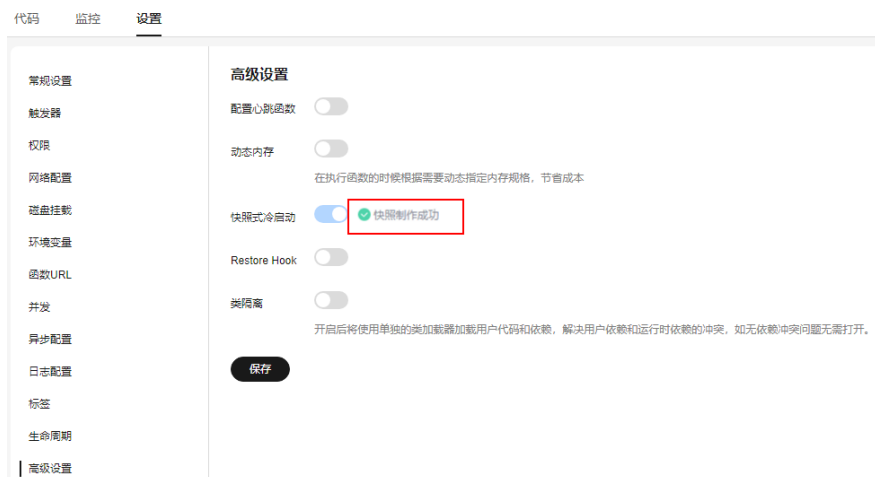 代码 监控 设置
常规设置
触发器
权限
网络配置
磁盘挂载
环境变量
函数URL
并发
异步配置
日志配置
标签
生命周期
高级设置
高级设置
配置心跳函数
动态内存
在执行函数的时候根据需要动态指定内存规格，节省成本
快照式冷启动 快照制作成功
Restore Hook
类隔离
开启后将使用单独的类加载器加载用户代码和依赖，解决用户依赖和运行时依赖的冲突，如无依赖冲突问题无需打开。
保存